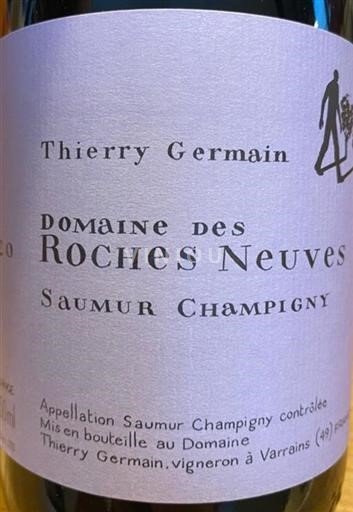 Thierry Germain
Domaine des
Roches Neuves
Saumur Champigny
Appellation Saumur Champigny contrôlée
Mis en bouteille au Domaine
Thierry Germain, vigneron à Varrains (49)